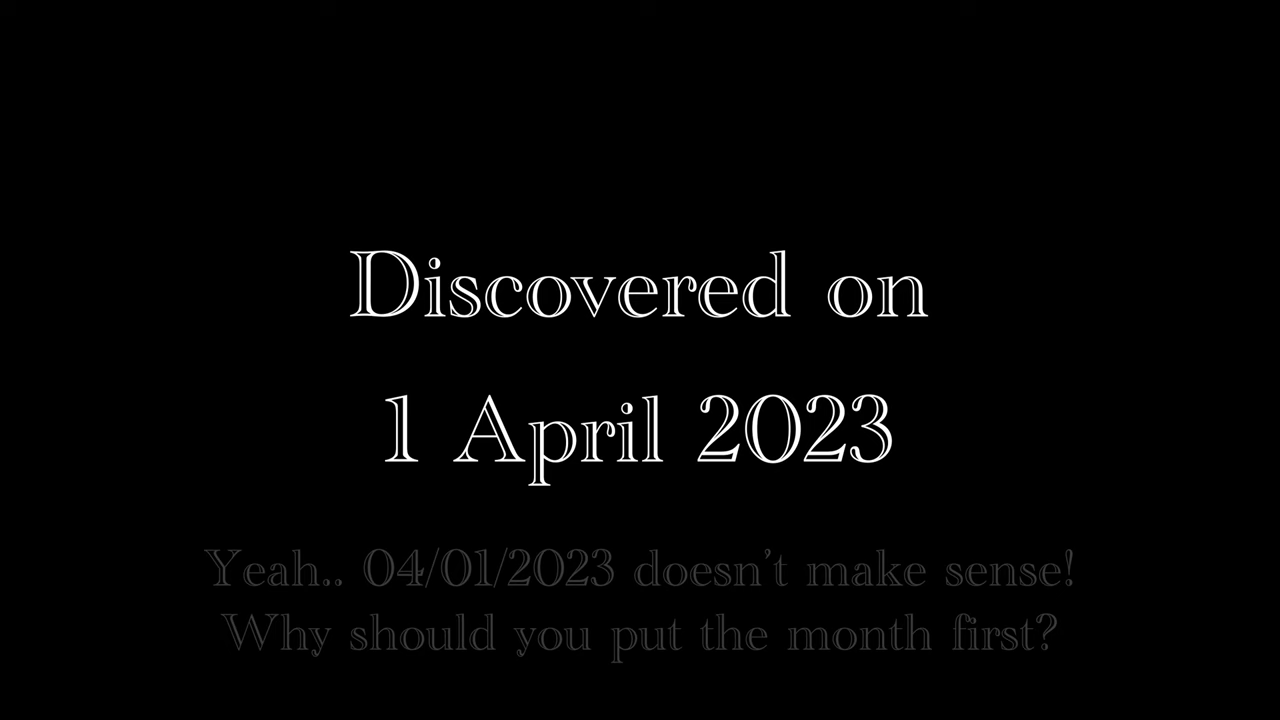 Discovered on
1 April 2023
Yeah.. 04/01/2023 doesn't make sense!
Why should you put the month first?